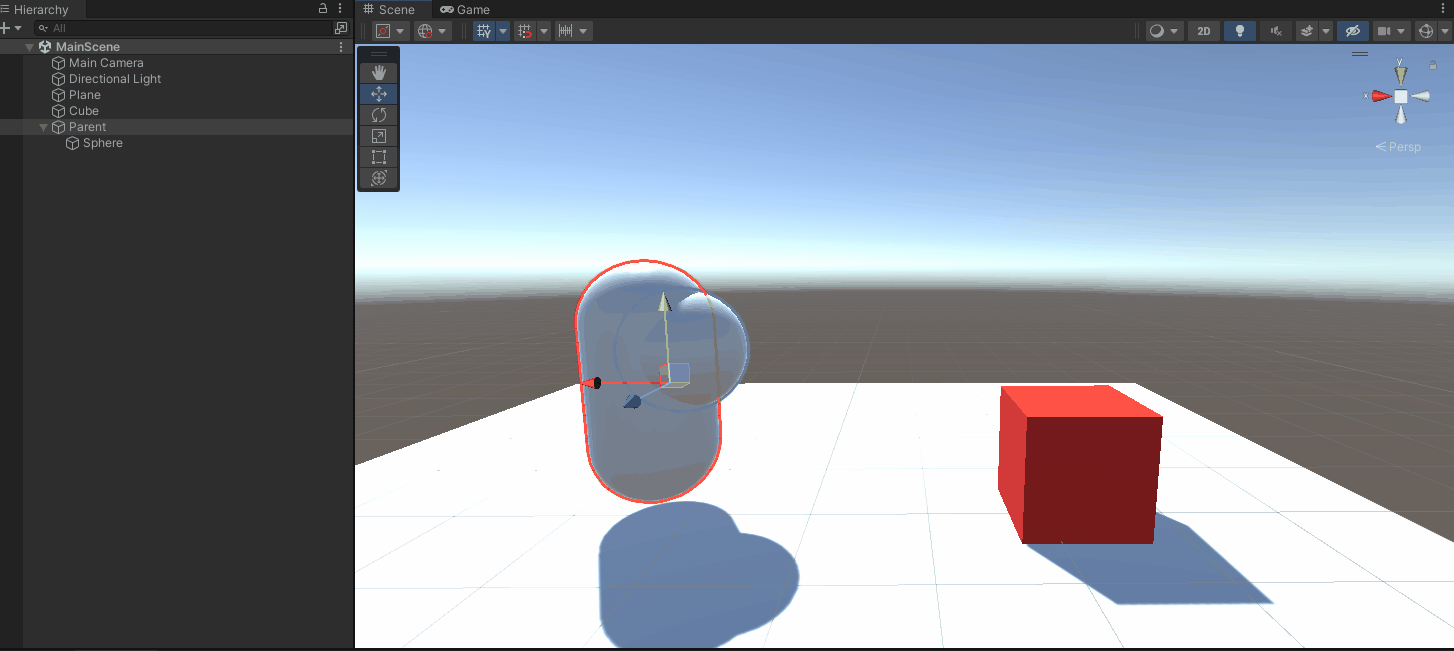 Hierarchy
Scene
Game
All
2D
MainScene
Main Camera
Directional Light
Plane
Cube
Parent
Sphere
y
x
Persp